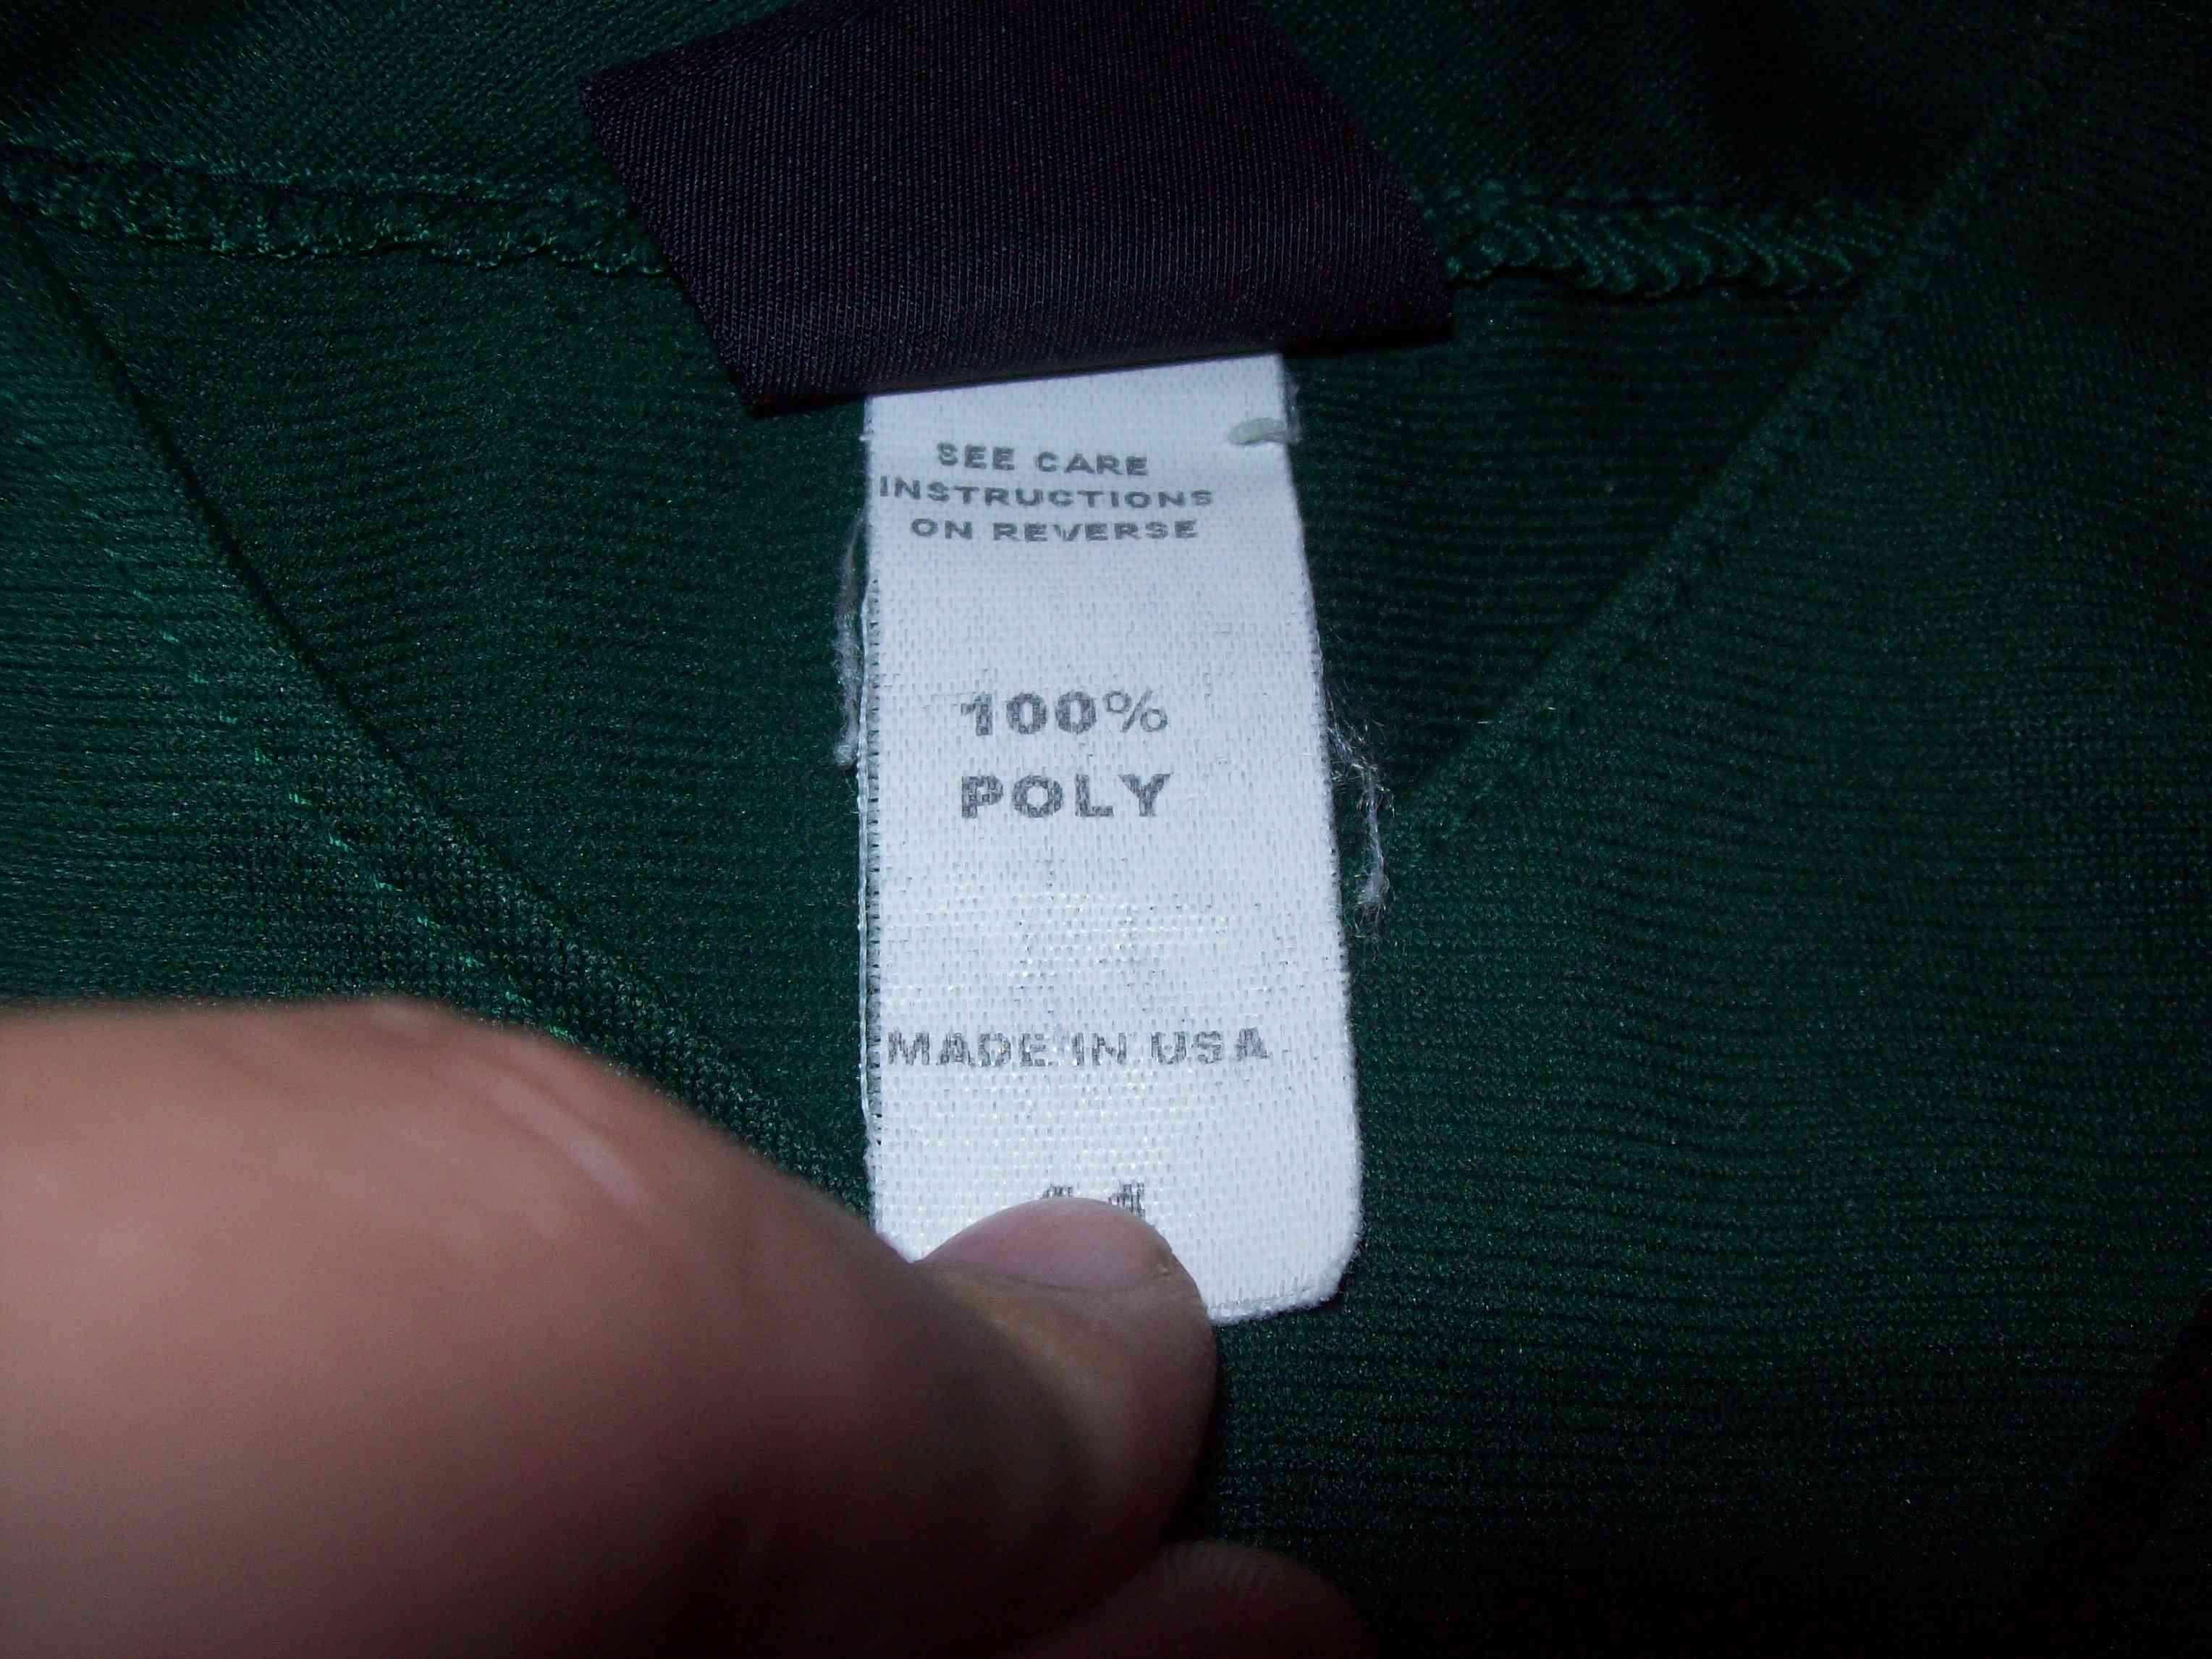 SEE CARE
INSTRUCTIONS
ON REVERSE
100%
POLY
MADE IN USA